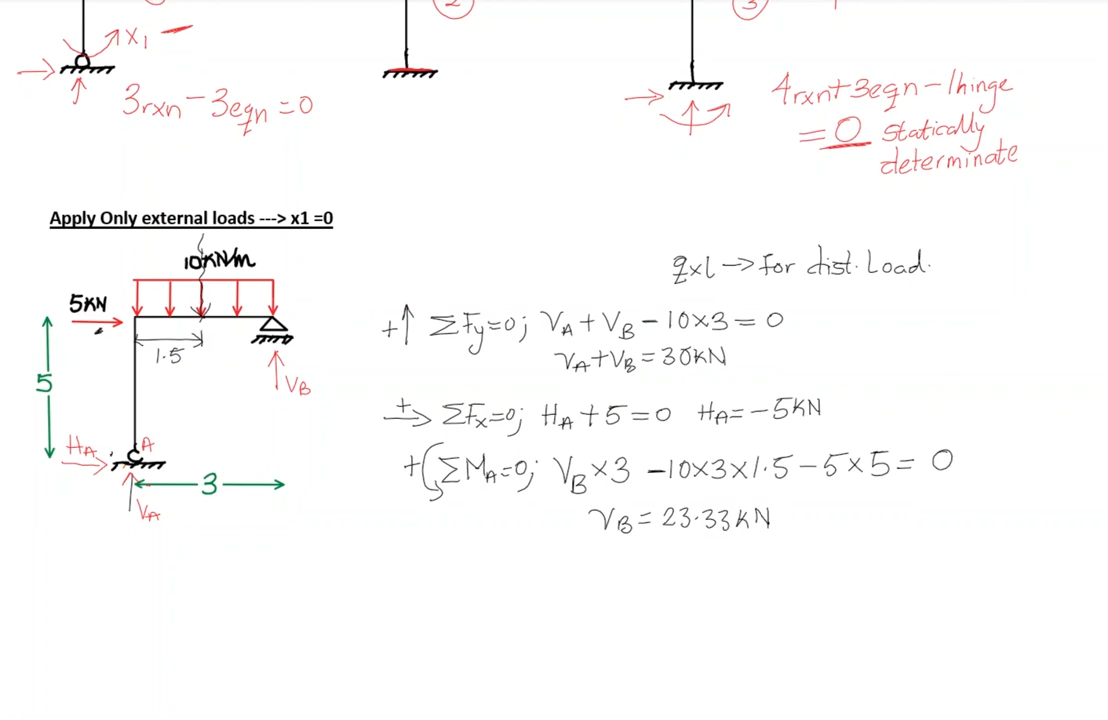 2
3
X1
3rxn - 3eqn = 0
4rxn + 3eqn - 1hinge
= 0 statically
determinate
Apply Only external loads ---> x1 =0
10KN/m
5KN
1.5
5
VB
HA
A
3
VA
qxl → for dist. Load.
+↑ ΣFy=0; VA + VB - 10×3 = 0
VA + VB = 30KN
+→ ΣFx=0; HA + 5 = 0 HA = -5KN
+ ΣMA=0; VB × 3 - 10×3×1.5 - 5×5 = 0
VB = 23.33KN